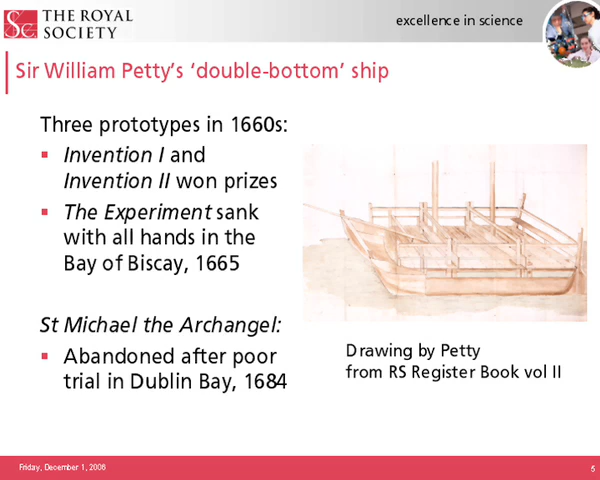 THE ROYAL
SOCIETY
excellence in science
Sir William Petty’s ‘double-bottom’ ship
Three prototypes in 1660s:
Invention I and
Invention II won prizes
The Experiment sank
with all hands in the
Bay of Biscay, 1665
St Michael the Archangel:
Abandoned after poor
trial in Dublin Bay, 1684
Drawing by Petty
from RS Register Book vol II
Friday, December 1, 2006
5